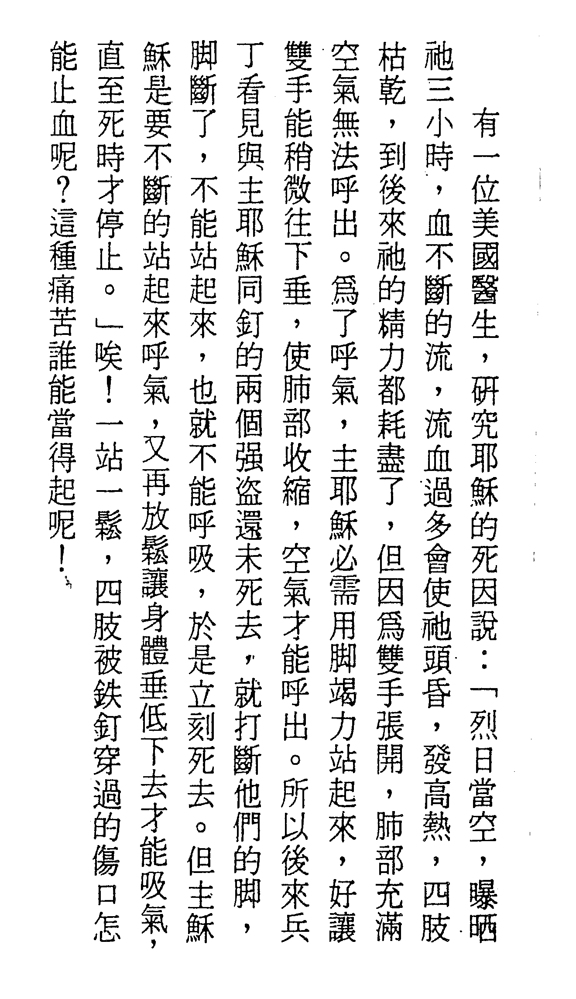 有一位美國醫生，研究耶穌的死因說：「烈日當空，曝晒
祂三小時，血不斷的流，流血過多會使祂頭昏，發高熱，四肢
枯乾，到後來祂的精力都耗盡了，但因爲雙手張開，肺部充滿
空氣無法呼出。爲了呼氣，主耶穌必需用脚竭力站起來，好讓
雙手能稍微往下垂，使肺部收縮，空氣才能呼出。所以後來兵
丁看見與主耶穌同釘的兩個强盜還未死去，就打斷他們的脚，
脚斷了，不能站起來，也就不能呼吸，於是立刻死去。但主穌
穌是要不斷的站起來呼氣，又再放鬆讓身體垂低下去才能吸氣，
直至死時才停止。」唉！一站一鬆，四肢被鉄釘穿過的傷口怎
能止血呢？這種痛苦誰能當得起呢！